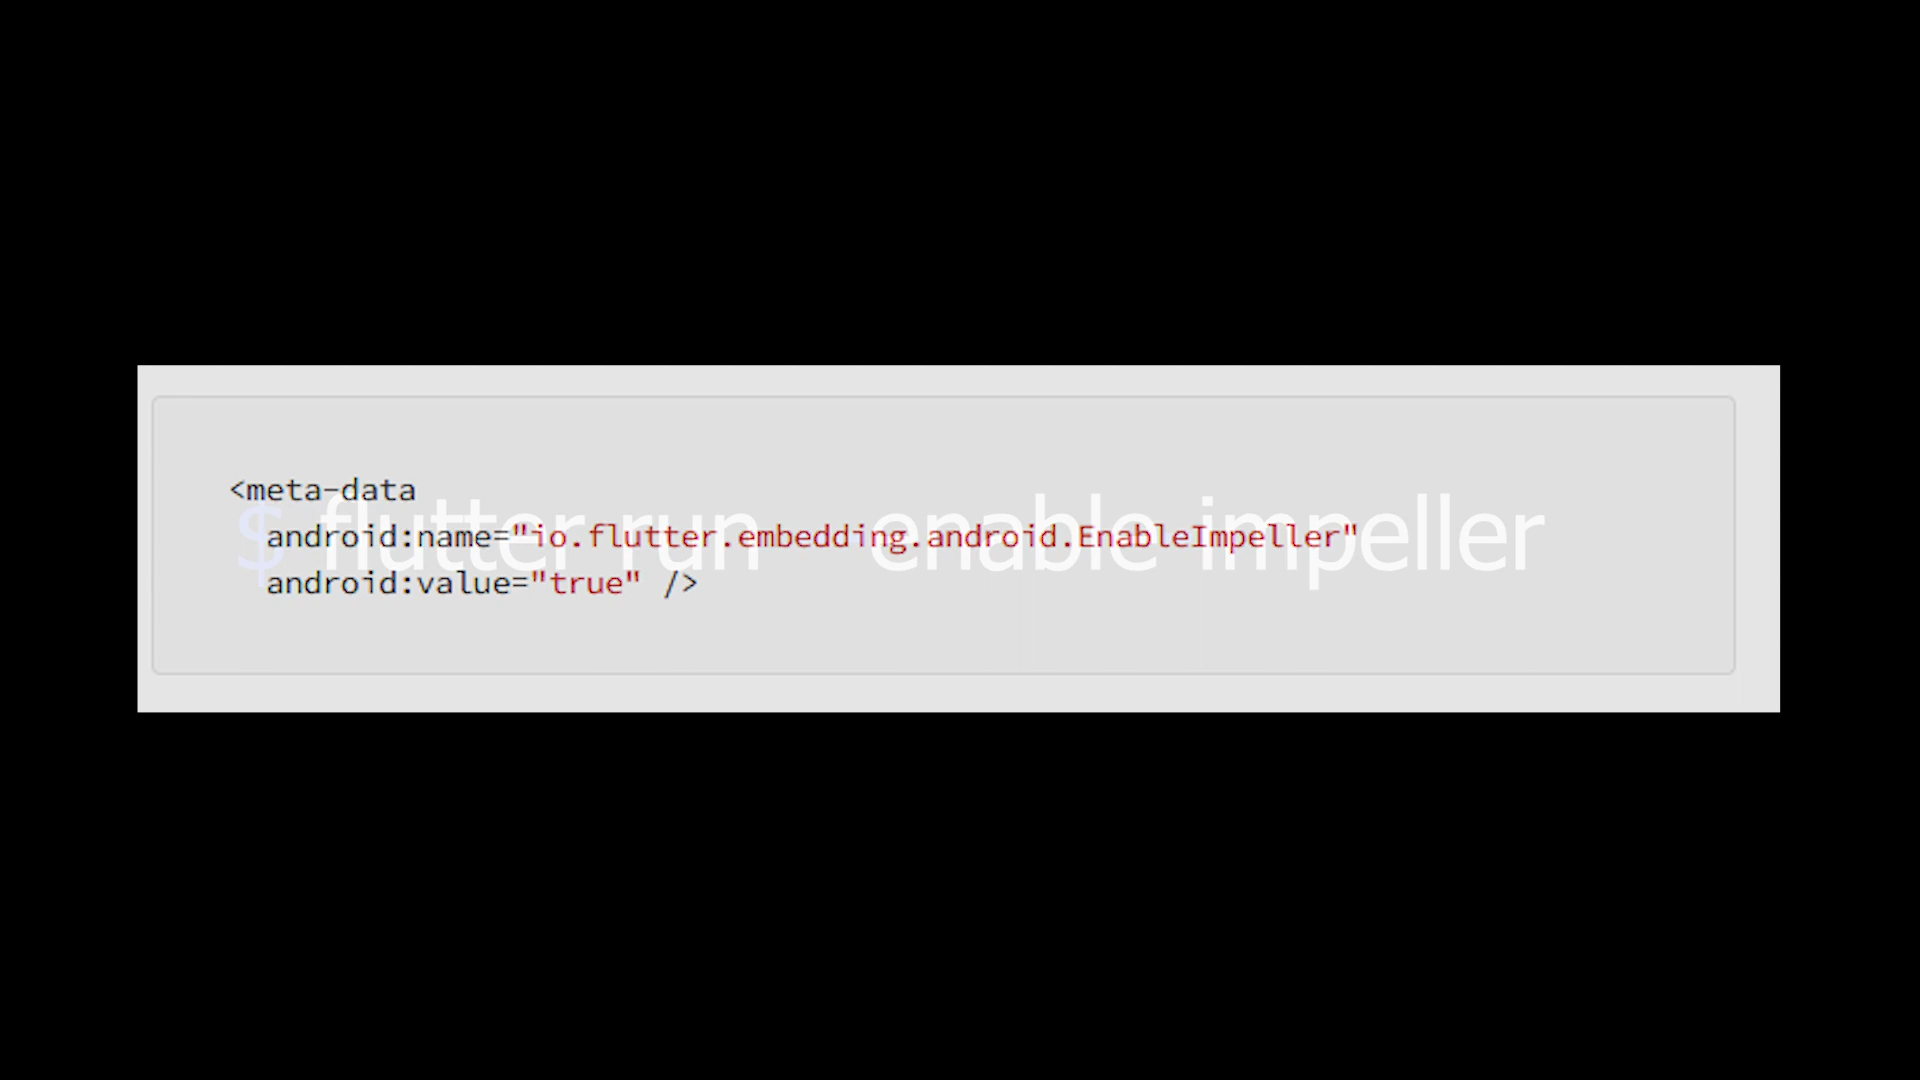 <meta-data
android:name="io.flutter.embedding.android.EnableImpeller"
android:value="true" />
$ flutter run enable impeller